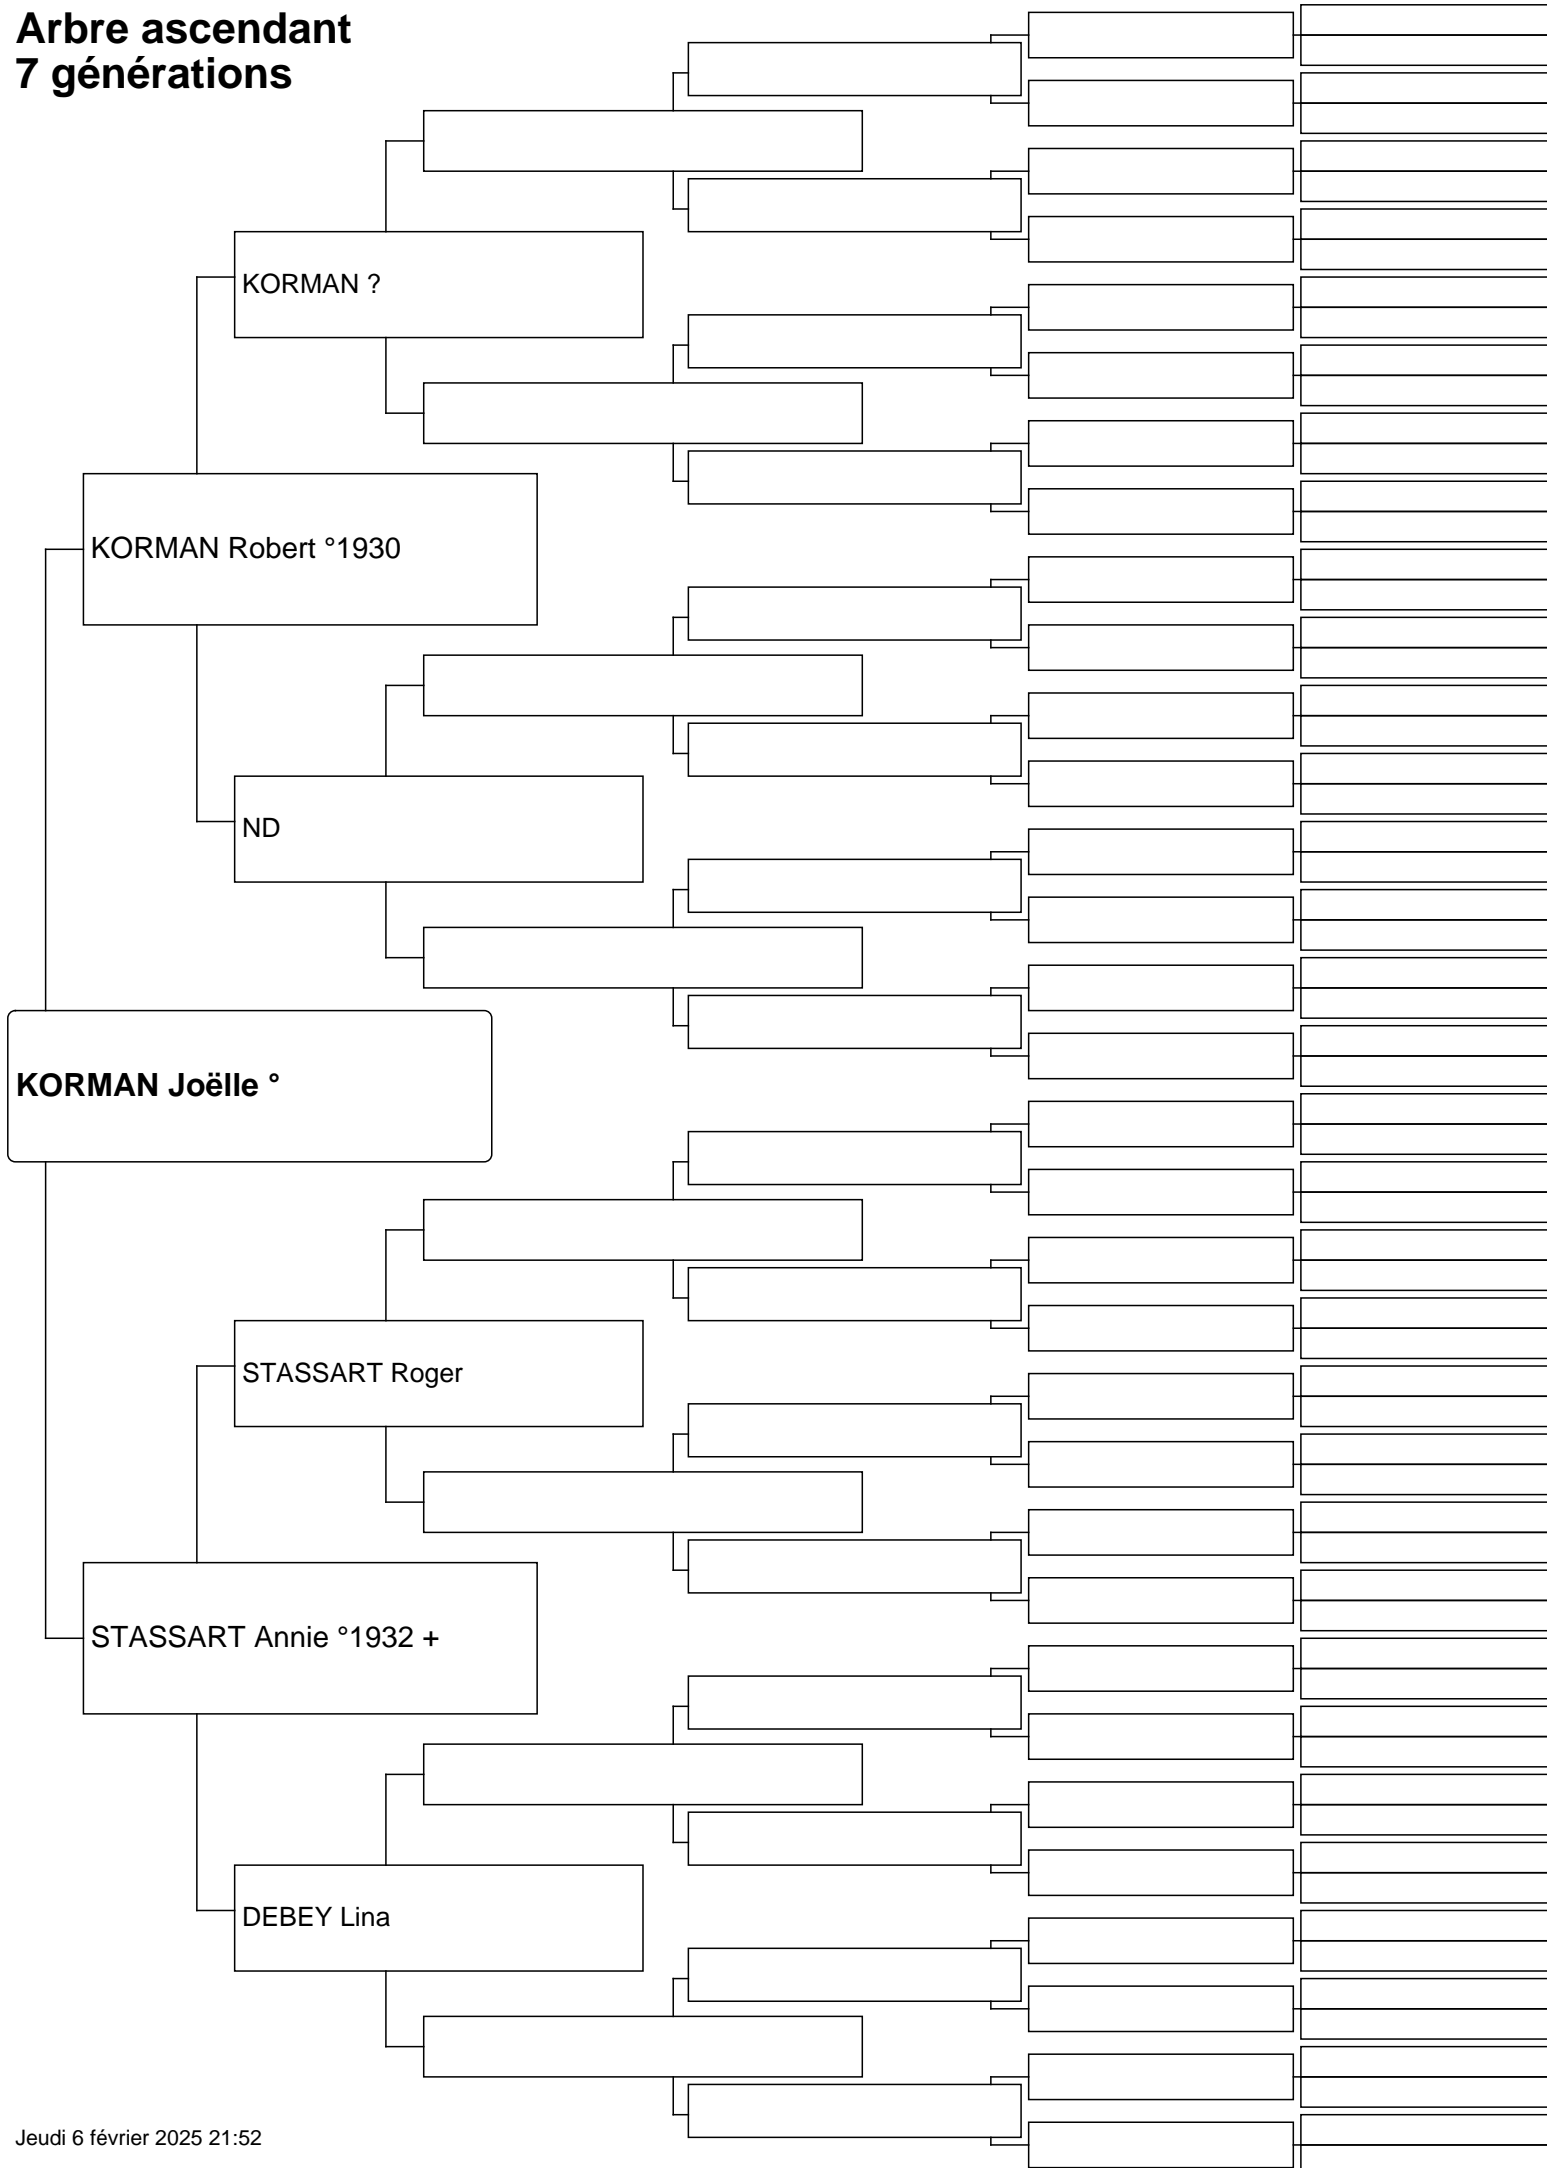 Arbre ascendant
7 générations
KORMAN ?
KORMAN Robert °1930
ND
KORMAN Joëlle °
STASSART Roger
STASSART Annie °1932 +
DEBEY Lina
Jeudi 6 février 2025 21:52